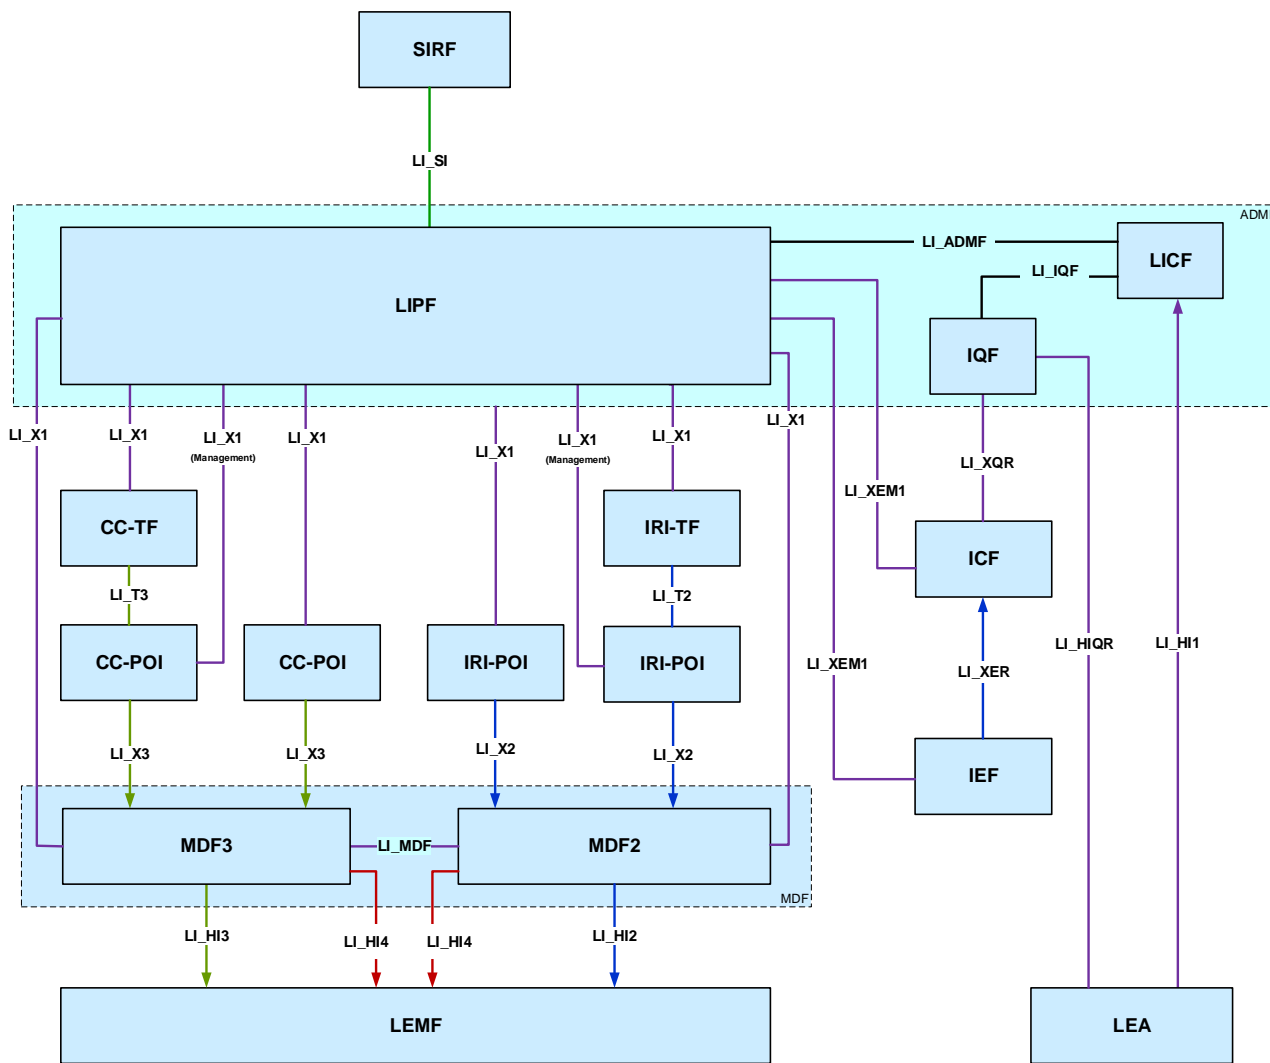 SIRF
LI_SI
ADMF
LI_ADMF
LICF
LI_IQF
LIPF
IQF
LI_X1
LI_X1
LI_X1
(Management)
LI_X1
LI_X1
LI_X1
(Management)
LI_X1
LI_X1
LI_XQR
LI_XEM1
CC-TF
IRI-TF
ICF
LI_T3
LI_T2
LI_HIQR
LI_HI1
CC-POI
CC-POI
IRI-POI
IRI-POI
LI_XEM1
LI_XER
LI_X3
LI_X3
LI_X2
LI_X2
IEF
MDF3
LI_MDF
MDF2
MDF
LI_HI3
LI_HI4
LI_HI4
LI_HI2
LEMF
LEA